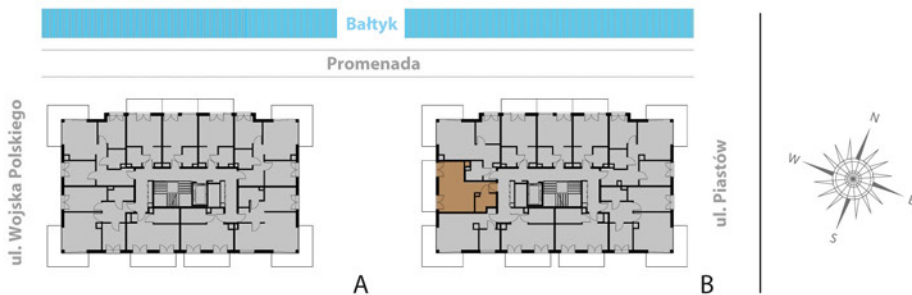 Bałtyk
Promenada
ul. Wojska Polskiego
ul. Piastów
A
B
N
W
E
S